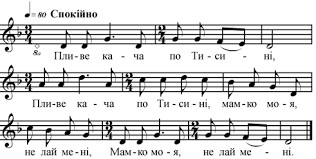 ♩ = 80 Спокійно
8a
Пли-ве ка-ча по Ти-си-ні,
Пли-ве ка-ча по Ти-си-ні, мам-ко мо-я,
не лай ме-ні, Мам-ко мо-я, не лай ме-ні.